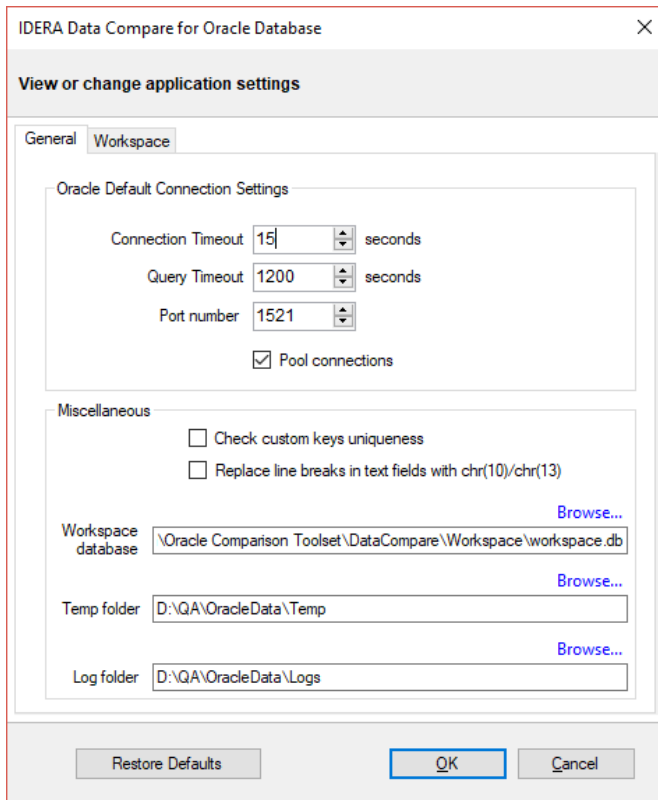 IDERA Data Compare for Oracle Database
View or change application settings
General Workspace
Oracle Default Connection Settings
Connection Timeout 15 seconds
Query Timeout 1200 seconds
Port number 1521
Pool connections
Miscellaneous
Check custom keys uniqueness
Replace line breaks in text fields with chr(10)/chr(13)
Browse...
Workspace
database \Oracle Comparison Toolset\DataCompare\Workspace\workspace.db
Browse...
Temp folder D:\QA\OracleData\Temp
Browse...
Log folder D:\QA\OracleData\Logs
Restore Defaults OK Cancel